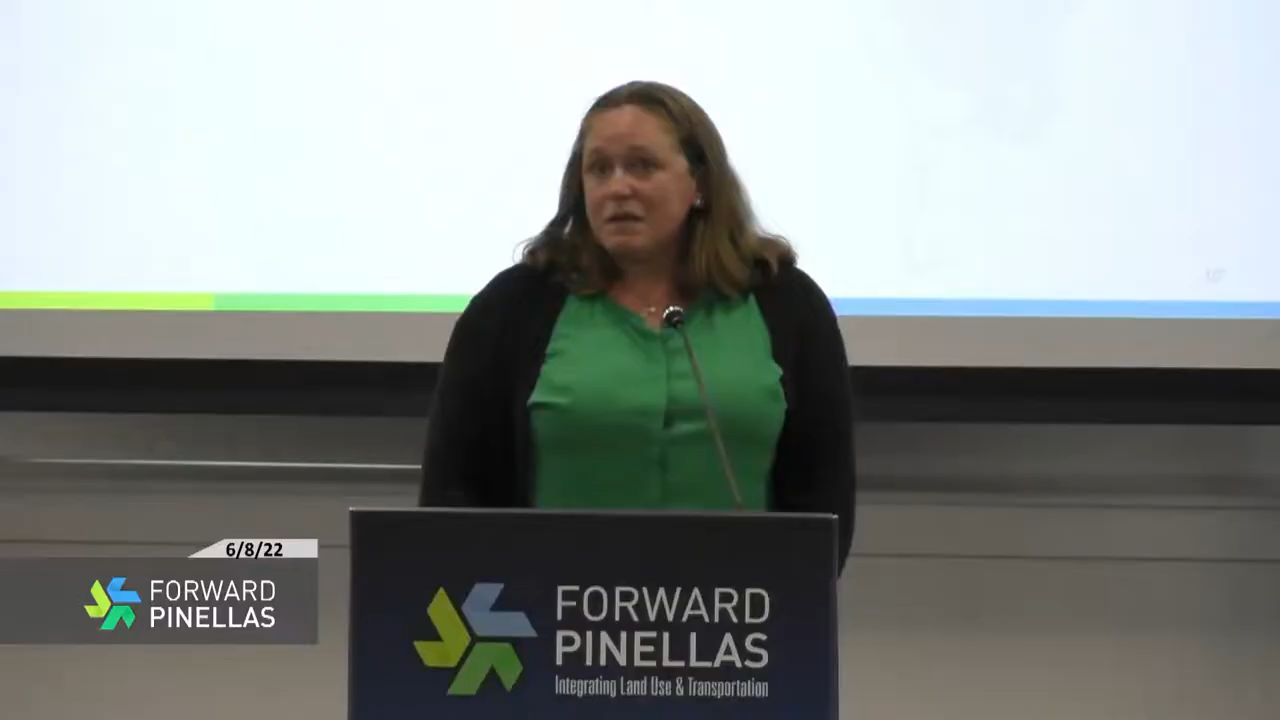 6/8/22
FORWARD
PINELLAS
FORWARD
PINELLAS
Integrating Land Use & Transportation